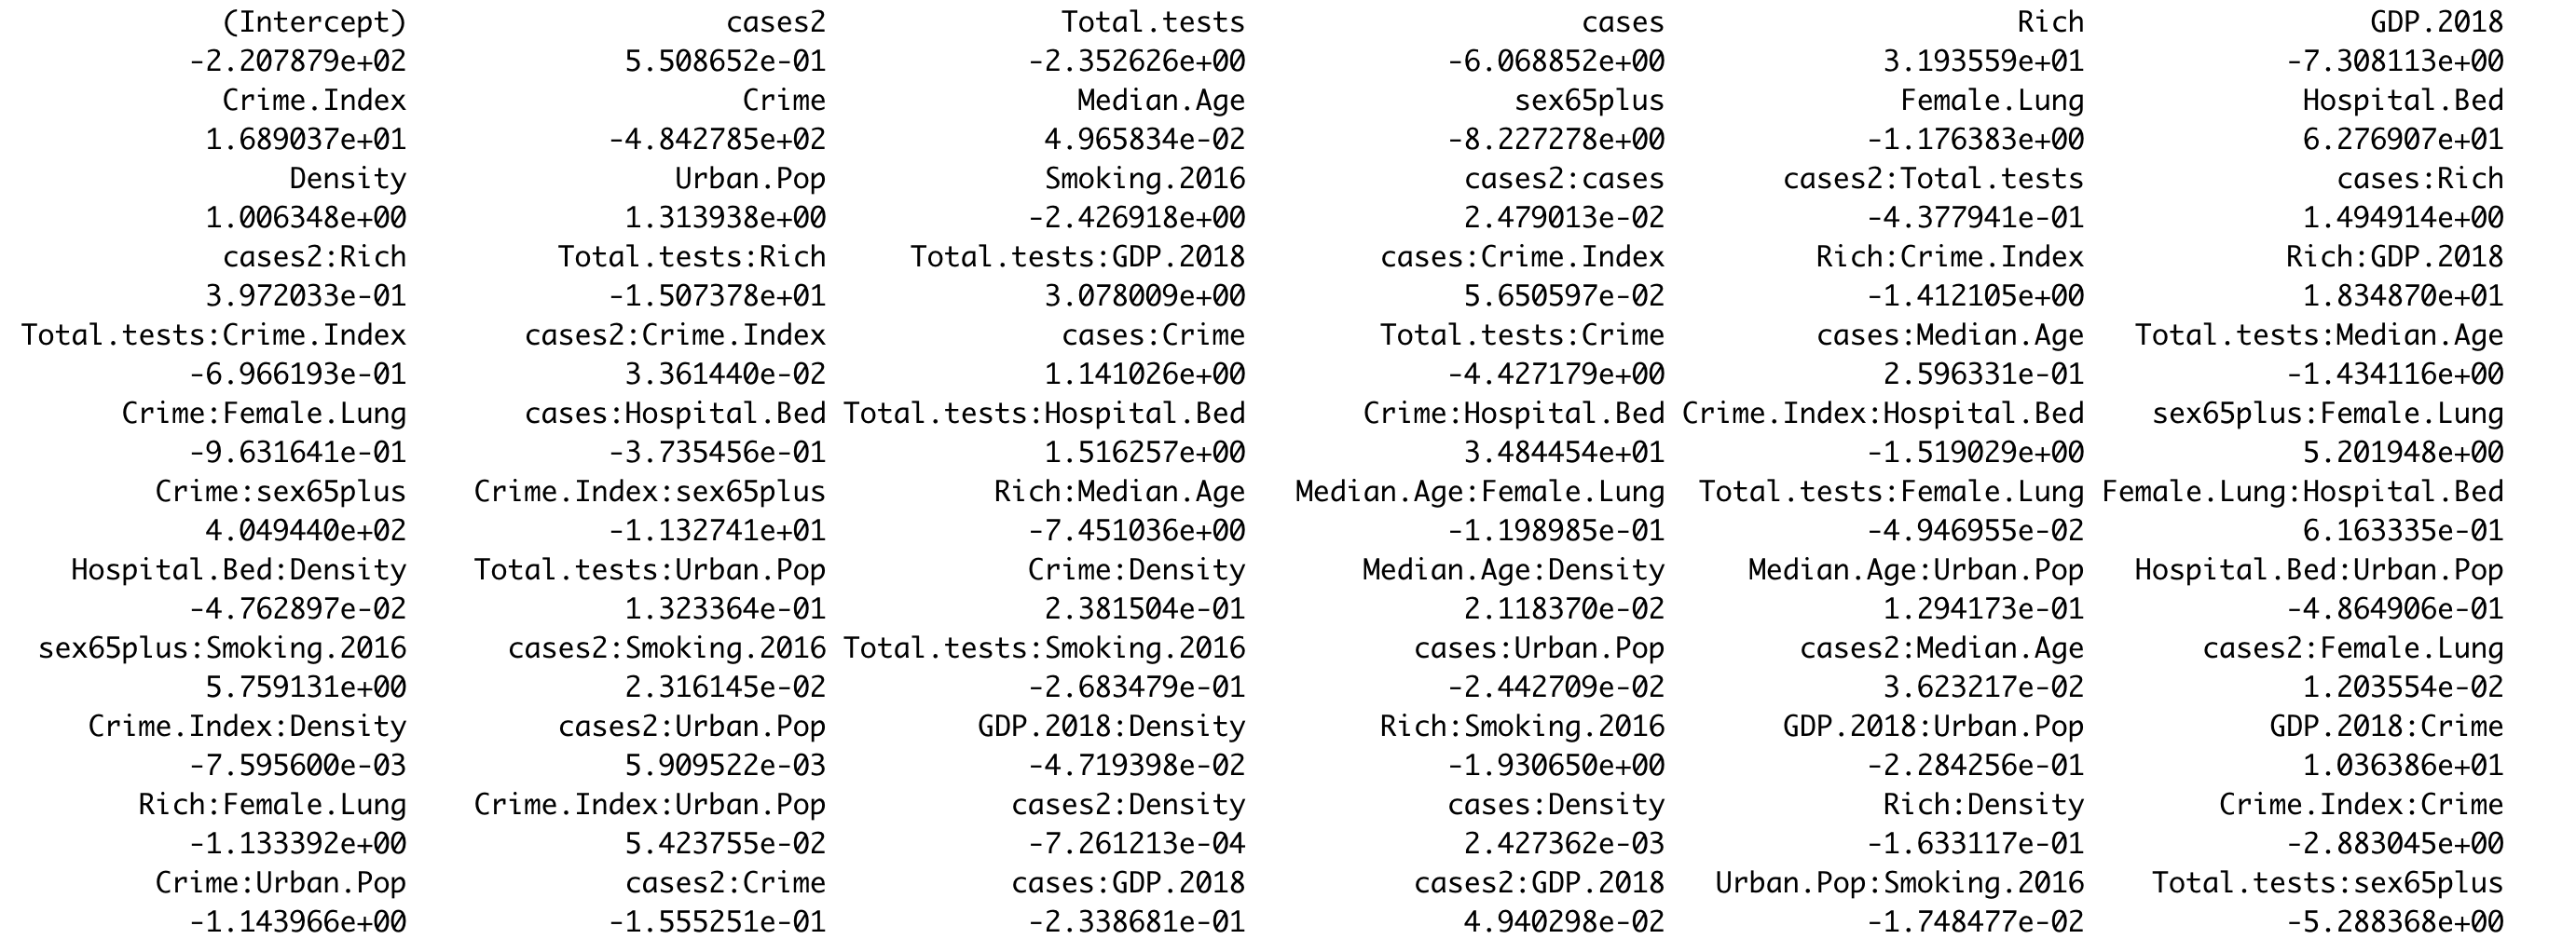 (Intercept) cases2 Total.tests cases Rich GDP.2018
-2.207879e+02 5.508652e-01 -2.352626e+00 -6.068852e+00 3.193559e+01 -7.308113e+00
Crime.Index Crime Median.Age sex65plus Female.Lung Hospital.Bed
1.689037e+01 -4.842785e+02 4.965834e-02 -8.227278e+00 -1.176383e+00 6.276907e+01
Density Urban.Pop Smoking.2016 cases2:cases cases2:Total.tests cases:Rich
1.006348e+00 1.313938e+00 -2.426918e+00 2.479013e-02 -4.377941e-01 1.494914e+00
cases2:Rich Total.tests:Rich Total.tests:GDP.2018 cases:Crime.Index Rich:Crime.Index Rich:GDP.2018
3.972033e-01 -1.507378e+01 3.078009e+00 5.650597e-02 -1.412105e+00 1.834870e+01
Total.tests:Crime.Index cases2:Crime.Index cases:Crime Total.tests:Crime cases:Median.Age Total.tests:Median.Age
-6.966193e-01 3.361440e-02 1.141026e+00 -4.427179e+00 2.596331e-01 -1.434116e+00
Crime:Female.Lung cases:Hospital.Bed Total.tests:Hospital.Bed Crime:Hospital.Bed Crime.Index:Hospital.Bed sex65plus:Female.Lung
-9.631641e-01 -3.735456e-01 1.516257e+00 3.484454e+01 -1.519029e+00 5.201948e+00
Crime:sex65plus Crime.Index:sex65plus Rich:Median.Age Median.Age:Female.Lung Total.tests:Female.Lung Female.Lung:Hospital.Bed
4.049440e+02 -1.132741e+01 -7.451036e+00 -1.198985e-01 -4.946955e-02 6.163335e-01
Hospital.Bed:Density Total.tests:Urban.Pop Crime:Density Median.Age:Density Median.Age:Urban.Pop Hospital.Bed:Urban.Pop
-4.762897e-02 1.323364e-01 2.381504e-01 2.118370e-02 1.294173e-01 -4.864906e-01
sex65plus:Smoking.2016 cases2:Smoking.2016 Total.tests:Smoking.2016 cases:Urban.Pop cases2:Median.Age cases2:Female.Lung
5.759131e+00 2.316145e-02 -2.683479e-01 -2.442709e-02 3.623217e-02 1.203554e-02
Crime.Index:Density cases2:Urban.Pop GDP.2018:Density Rich:Smoking.2016 GDP.2018:Urban.Pop GDP.2018:Crime
-7.595600e-03 5.909522e-03 -4.719398e-02 -1.930650e+00 -2.284256e-01 1.036386e+01
Rich:Female.Lung Crime.Index:Urban.Pop cases2:Density cases:Density Rich:Density Crime.Index:Crime
-1.133392e+00 5.423755e-02 -7.261213e-04 2.427362e-03 -1.633117e-01 -2.883045e+00
Crime:Urban.Pop cases2:Crime cases:GDP.2018 cases2:GDP.2018 Urban.Pop:Smoking.2016 Total.tests:sex65plus
-1.143966e+00 -1.555251e-01 -2.338681e-01 4.940298e-02 -1.748477e-02 -5.288368e+00